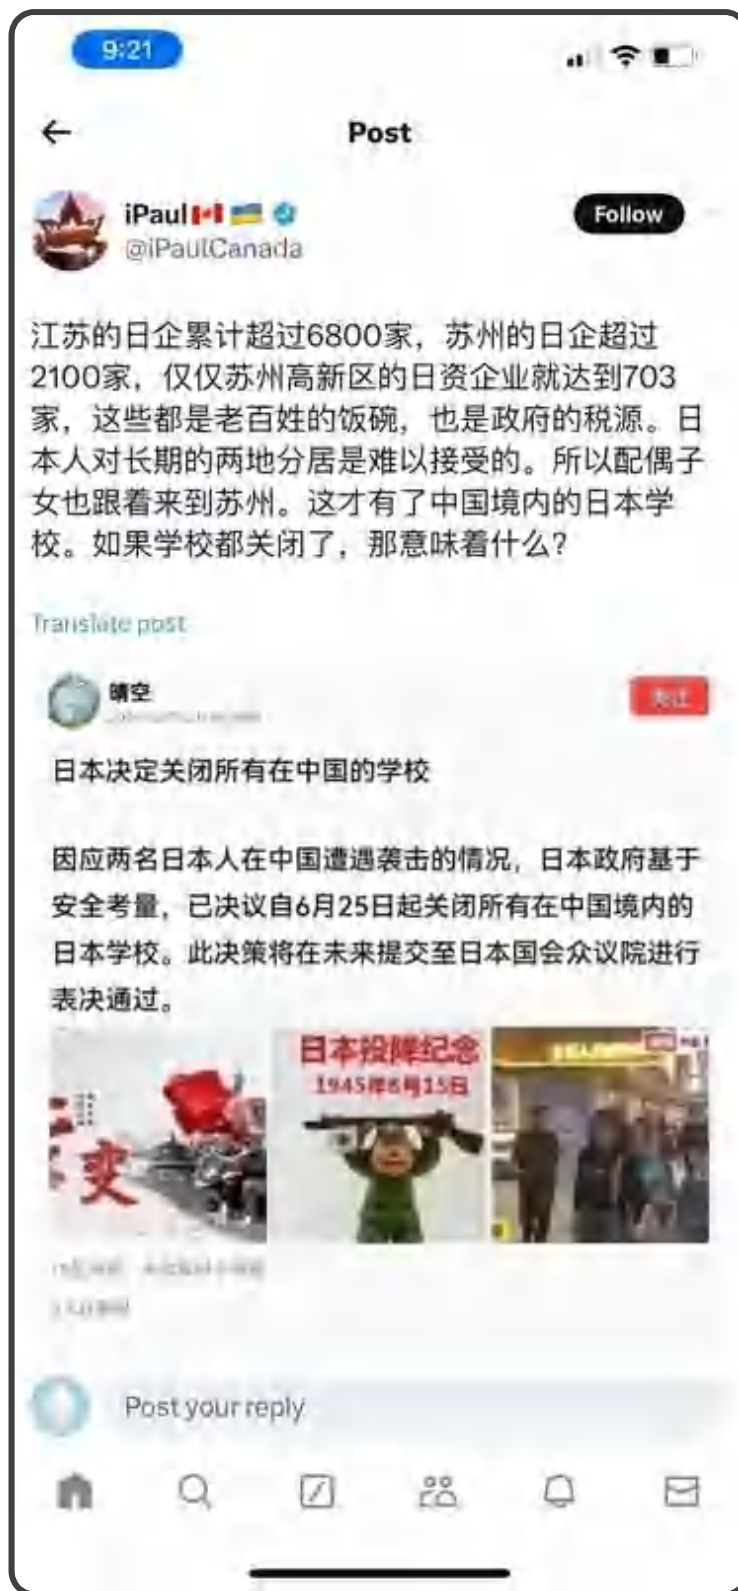 9:21
Post
iPaul
@iPaulCanada
Follow
江苏的日企累计超过6800家，苏州的日企超过
2100家，仅仅苏州高新区的日资企业就达到703
家，这些都是老百姓的饭碗，也是政府的税源。日
本人对长期的两地分居是难以接受的。所以配偶子
女也跟着来到苏州。这才有了中国境内的日本学
校。如果学校都关闭了，那意味着什么？
Translate post
晴空
关注
日本决定关闭所有在中国的学校
因应两名日本人在中国遭遇袭击的情况，日本政府基于
安全考量，已决议自6月25日起关闭所有在中国境内的
日本学校。此决策将在未来提交至日本国会众议院进行
表决通过。
变
日本投降纪念
1945年8月15日
Post your reply